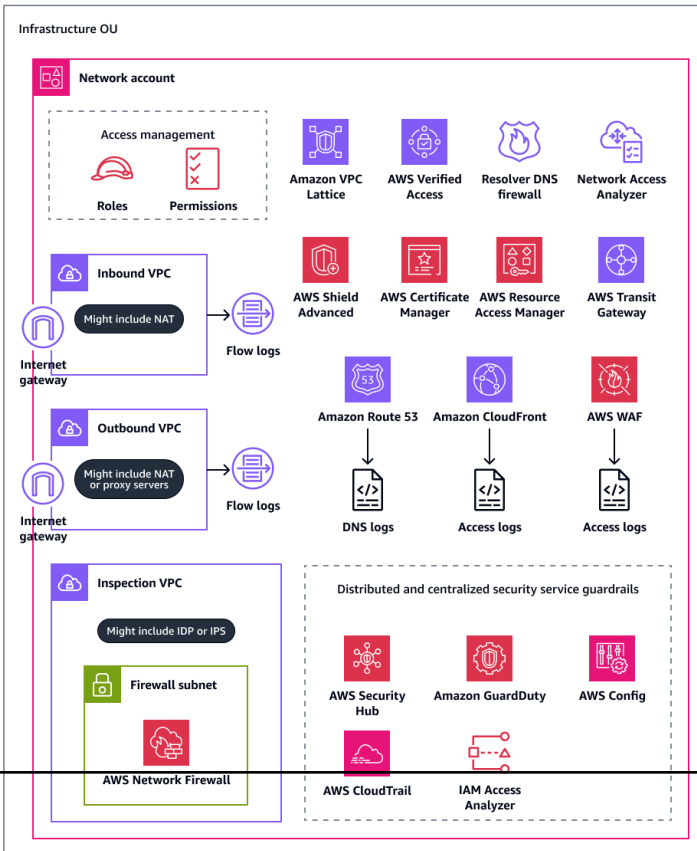 Infrastructure OU
Network account
Access management
Roles
Permissions
Amazon VPC
Lattice
AWS Verified
Access
Resolver DNS
firewall
Network Access
Analyzer
Inbound VPC
Might include NAT
Internet
gateway
Flow logs
AWS Shield
Advanced
AWS Certificate
Manager
AWS Resource
Access Manager
AWS Transit
Gateway
53
Amazon Route 53
Amazon CloudFront
AWS WAF
Outbound VPC
Might include NAT
or proxy servers
Internet
gateway
Flow logs
DNS logs
Access logs
Access logs
Inspection VPC
Might include IDP or IPS
Firewall subnet
AWS Network Firewall
Distributed and centralized security service guardrails
AWS Security
Hub
Amazon GuardDuty
AWS Config
AWS CloudTrail
IAM Access
Analyzer